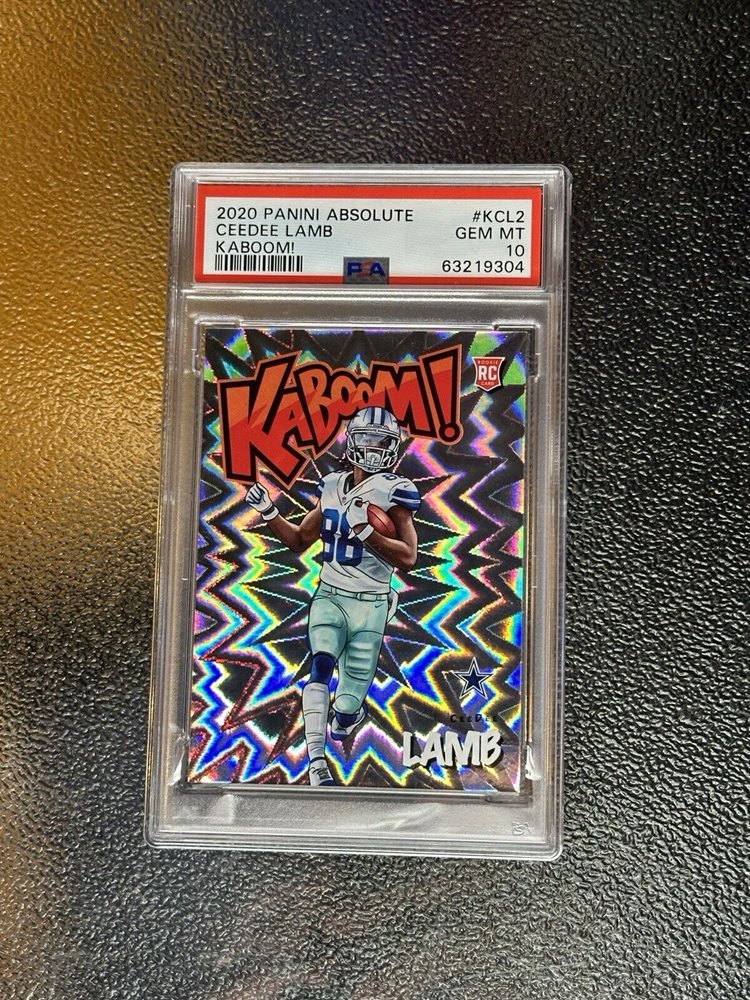 2020 PANINI ABSOLUTE #KCL2
CEEDEE LAMB GEM MT
KABOOM! 10
PSA 63219304
KABOOM!
ROOKIE
RC
CARD
88
CEEDEE
LAMB